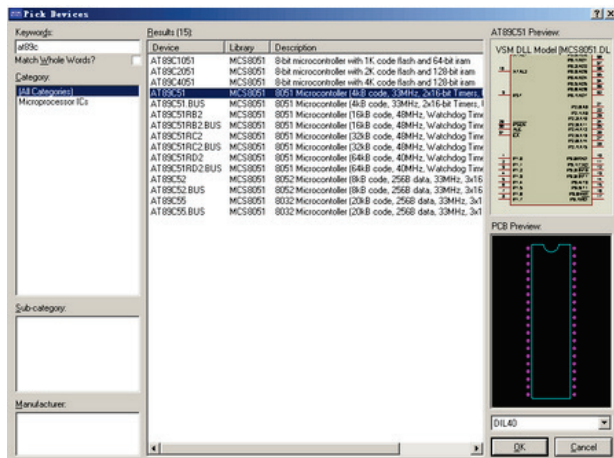 Pick Devices
Keywords:
at89c
Match Whole Words?
Category:
(All Categories)
Microprocessor ICs
Sub-category:
Manufacturer:
Results (15):
Device Library Description
AT89C1051 MCS8051 8-bit microcontroller with 1K code flash and 64-bit iram
AT89C2051 MCS8051 8-bit microcontroller with 2K code flash and 128-bit iram
AT89C4051 MCS8051 8-bit microcontroller with 4K code flash and 128-bit iram
AT89C51 MCS8051 8051 Microcontroller (4kB code, 33MHz, 2x16-bit Timers,
AT89C51.BUS MCS8051 8051 Microcontroller (4kB code, 33MHz, 2x16-bit Timers,
AT89C51RB2 MCS8051 8051 Microcontroller (16kB code, 48MHz, Watchdog Time
AT89C51RB2.BUS MCS8051 8051 Microcontroller (16kB code, 48MHz, Watchdog Time
AT89C51RC2 MCS8051 8051 Microcontroller (32kB code, 48MHz, Watchdog Time
AT89C51RC2.BUS MCS8051 8051 Microcontroller (32kB code, 48MHz, Watchdog Time
AT89C51RD2 MCS8051 8051 Microcontroller (64kB code, 40MHz, Watchdog Time
AT89C51RD2.BUS MCS8051 8051 Microcontroller (64kB code, 40MHz, Watchdog Time
AT89C52 MCS8051 8052 Microcontroller (8kB code, 256B data, 33MHz, 3x16
AT89C52.BUS MCS8051 8052 Microcontroller (8kB code, 256B data, 33MHz, 3x16
AT89C55 MCS8051 8032 Microcontroller (20kB code, 256B data, 33MHz, 3x1
AT89C55.BUS MCS8051 8032 Microcontroller (20kB code, 256B data, 33MHz, 3x1
AT89C51 Preview:
VSM DLL Model [MCS8051.DL
PCB Preview:
DIL40
OK Cancel